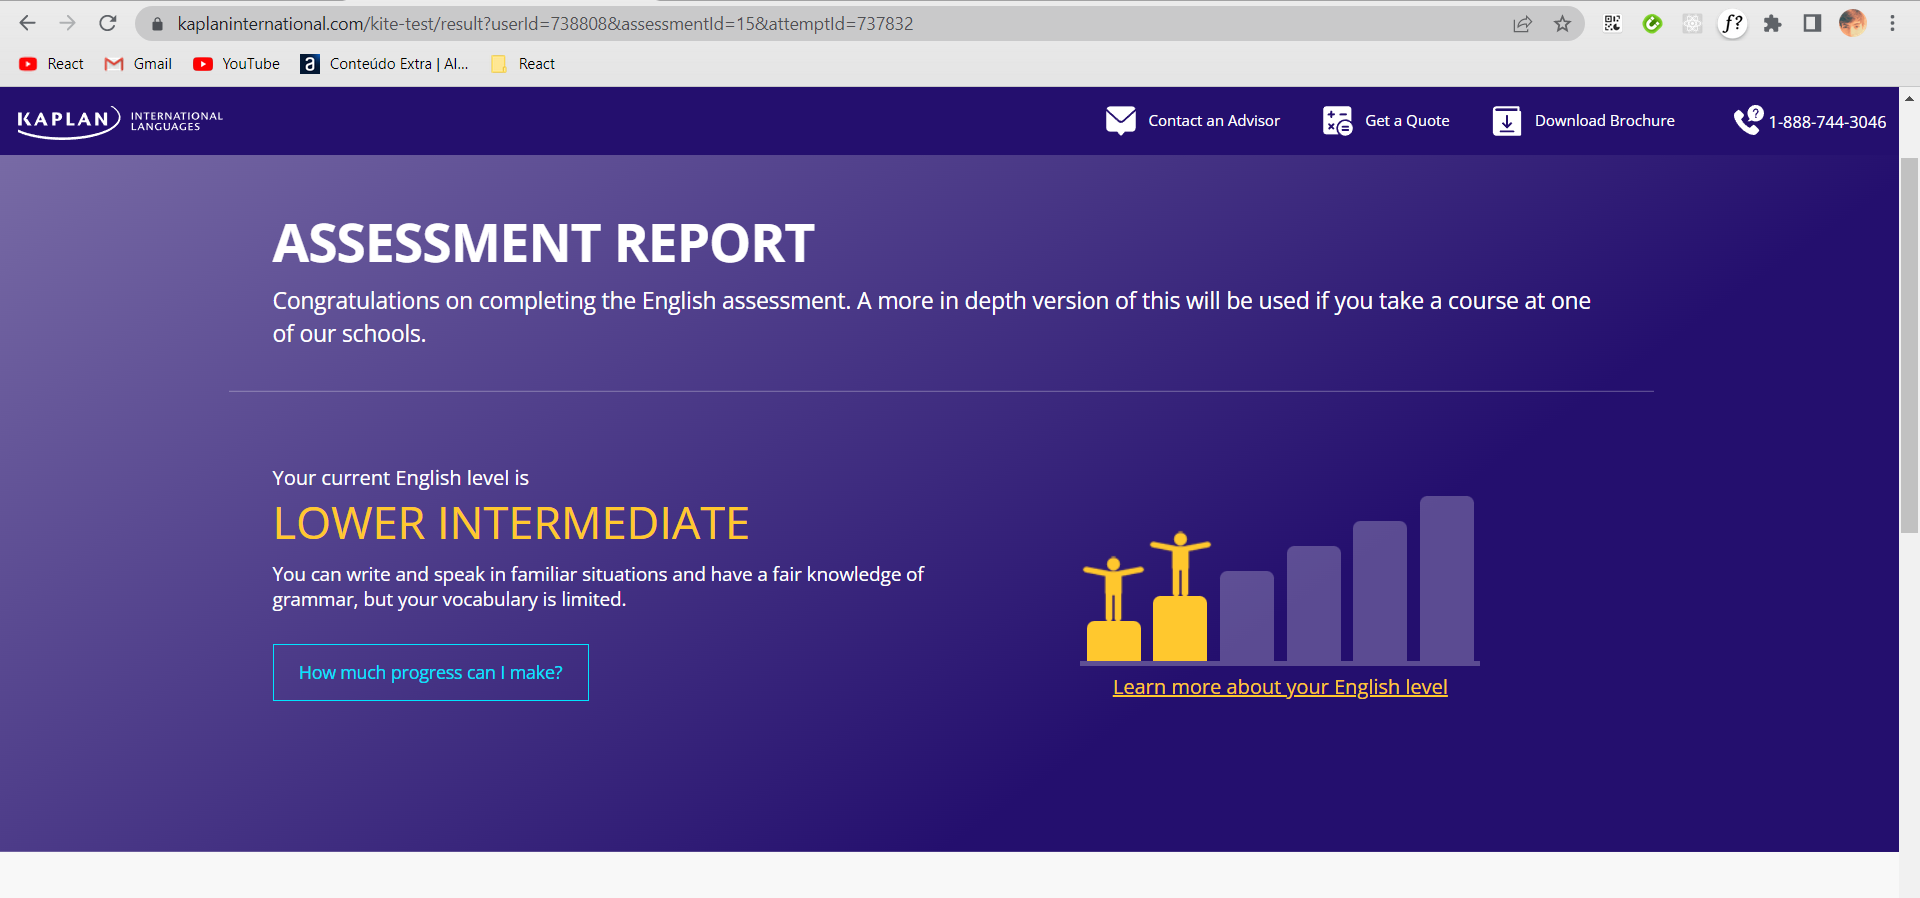 kaplaninternational.com/kite-test/result?userId=738808&assessmentId=15&attemptId=737832
f?
React
Gmail
YouTube
a
Conteúdo Extra | Al...
React
KAPLAN INTERNATIONAL LANGUAGES
Contact an Advisor
Get a Quote
Download Brochure
1-888-744-3046
ASSESSMENT REPORT
Congratulations on completing the English assessment. A more in depth version of this will be used if you take a course at one
of our schools.
Your current English level is
LOWER INTERMEDIATE
You can write and speak in familiar situations and have a fair knowledge of
grammar, but your vocabulary is limited.
How much progress can I make?
Learn more about your English level